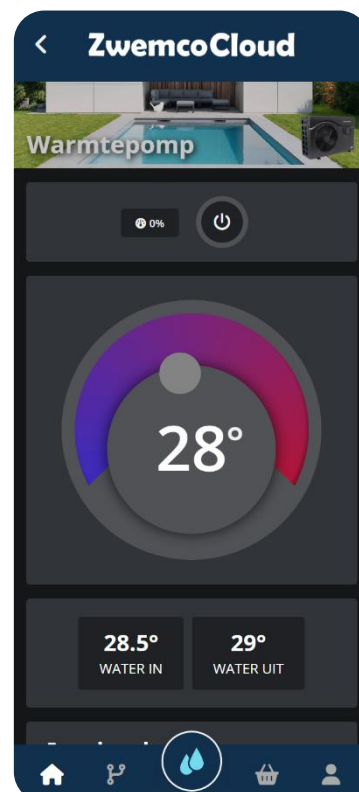 ZwemcoCloud
Warmtepomp
0%
28°
28.5° 29°
WATER IN WATER UIT